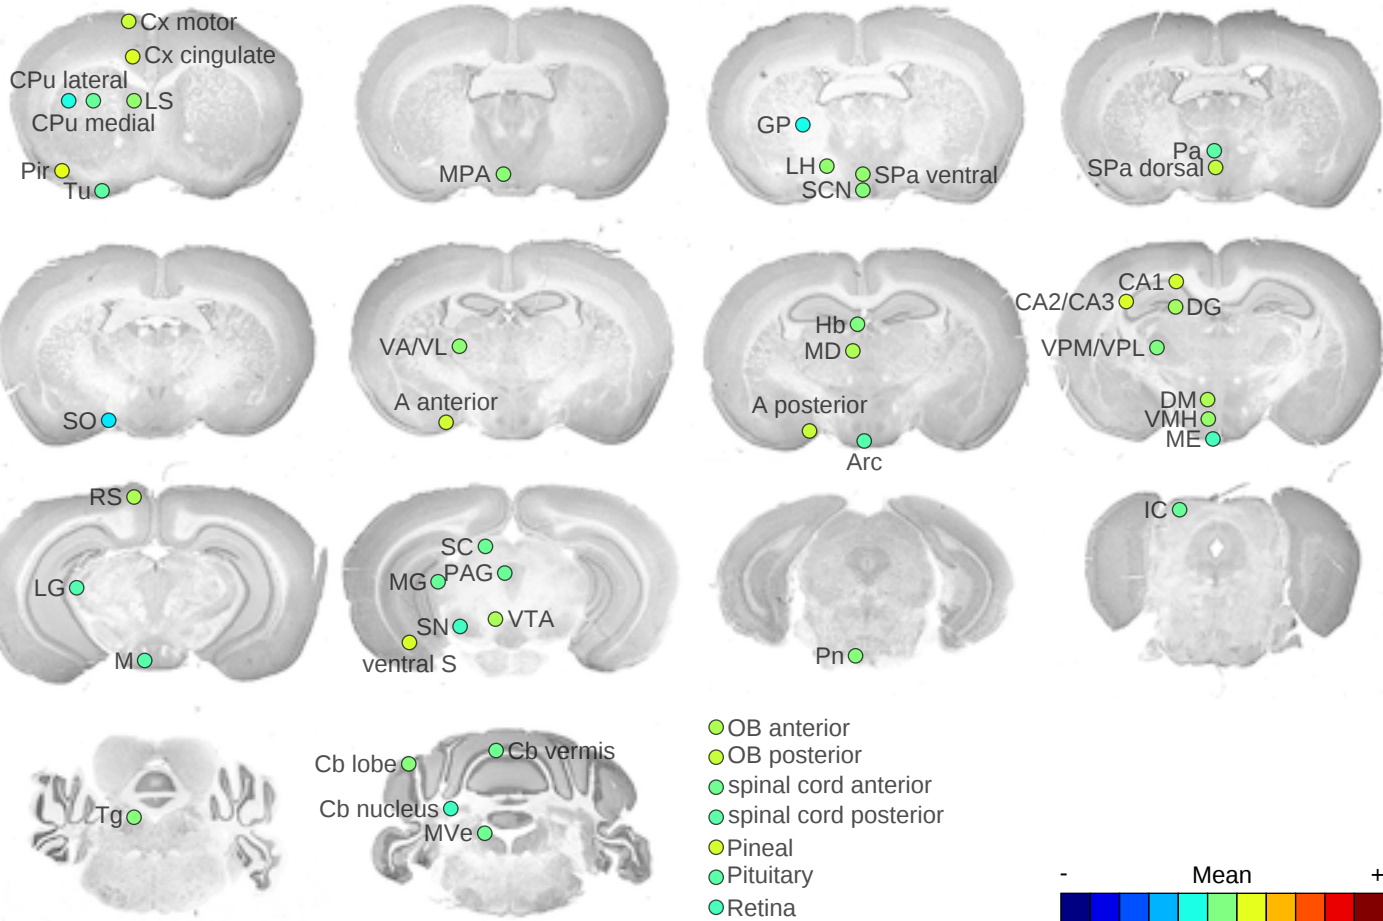 Cx motor
Cx cingulate
CPu lateral
LS
CPu medial
Pir
Tu
MPA
GP
LH
SPa ventral
SCN
Pa
SPa dorsal
SO
VA/VL
A anterior
Hb
MD
A posterior
Arc
CA1
CA2/CA3
DG
VPM/VPL
DM
VMH
ME
RS
LG
M
SC
MG
PAG
SN
VTA
ventral S
Pn
IC
Tg
Cb lobe
Cb vermis
Cb nucleus
MVe
OB anterior
OB posterior
spinal cord anterior
spinal cord posterior
Pineal
Pituitary
Retina
- Mean +